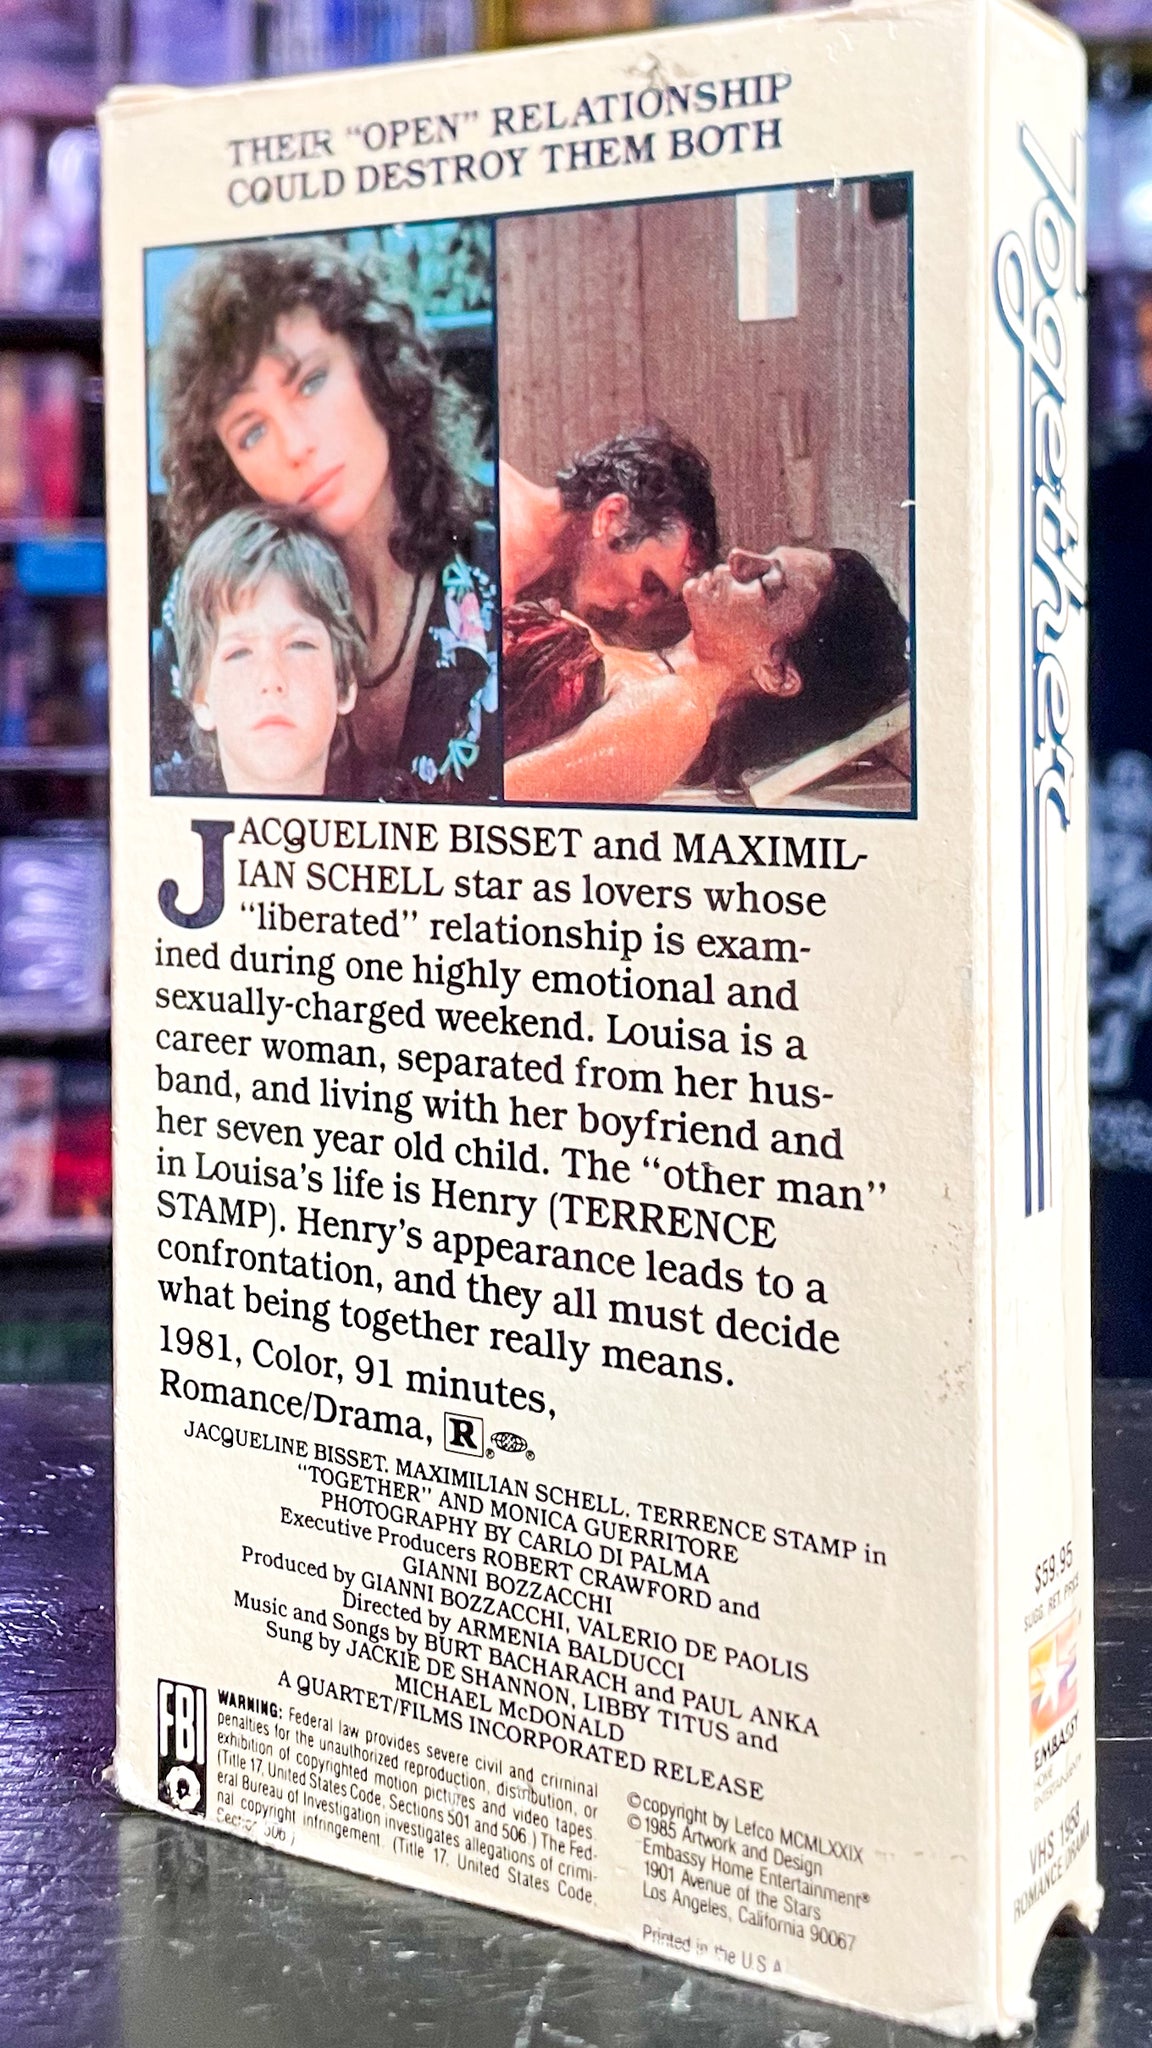 THEIR “OPEN” RELATIONSHIP
COULD DESTROY THEM BOTH
JACQUELINE BISSET and MAXIMIL-
IAN SCHELL star as lovers whose
“liberated” relationship is exam-
ined during one highly emotional and
sexually-charged weekend. Louisa is a
career woman, separated from her hus-
band, and living with her boyfriend and
her seven year old child. The “other man”
in Louisa’s life is Henry (TERRENCE
STAMP). Henry’s appearance leads to a
confrontation, and they all must decide
what being together really means.
1981, Color, 91 minutes,
Romance/Drama, R ® ®
JACQUELINE BISSET. MAXIMILIAN SCHELL. TERRENCE STAMP in
“TOGETHER” AND MONICA GUERRITORE
PHOTOGRAPHY BY CARLO DI PALMA
Executive Producers ROBERT CRAWFORD and
GIANNI BOZZACCHI
Produced by GIANNI BOZZACCHI, VALERIO DE PAOLIS
Directed by ARMENIA BALDUCCI
Music and Songs by BURT BACHARACH and PAUL ANKA
Sung by JACKIE DE SHANNON, LIBBY TITUS and
MICHAEL McDONALD
A QUARTET/FILMS INCORPORATED RELEASE
FBI
WARNING: Federal law provides severe civil and criminal
penalties for the unauthorized reproduction, distribution, or
exhibition of copyrighted motion pictures and video tapes.
(Title 17, United States Code, Sections 501 and 506.) The Fed-
eral Bureau of Investigation investigates allegations of crimi-
nal copyright infringement. (Title 17, United States Code,
Section 506.)
© copyright by Lefco MCMLXXIX
© 1985 Artwork and Design
Embassy Home Entertainment®
1901 Avenue of the Stars
Los Angeles, California 90067
Printed in the U.S.A.
Together
$59.95
SUGG. RET. PRICE
EMBASSY
HOME
ENTERTAINMENT
VHS 1958
ROMANCE/DRAMA